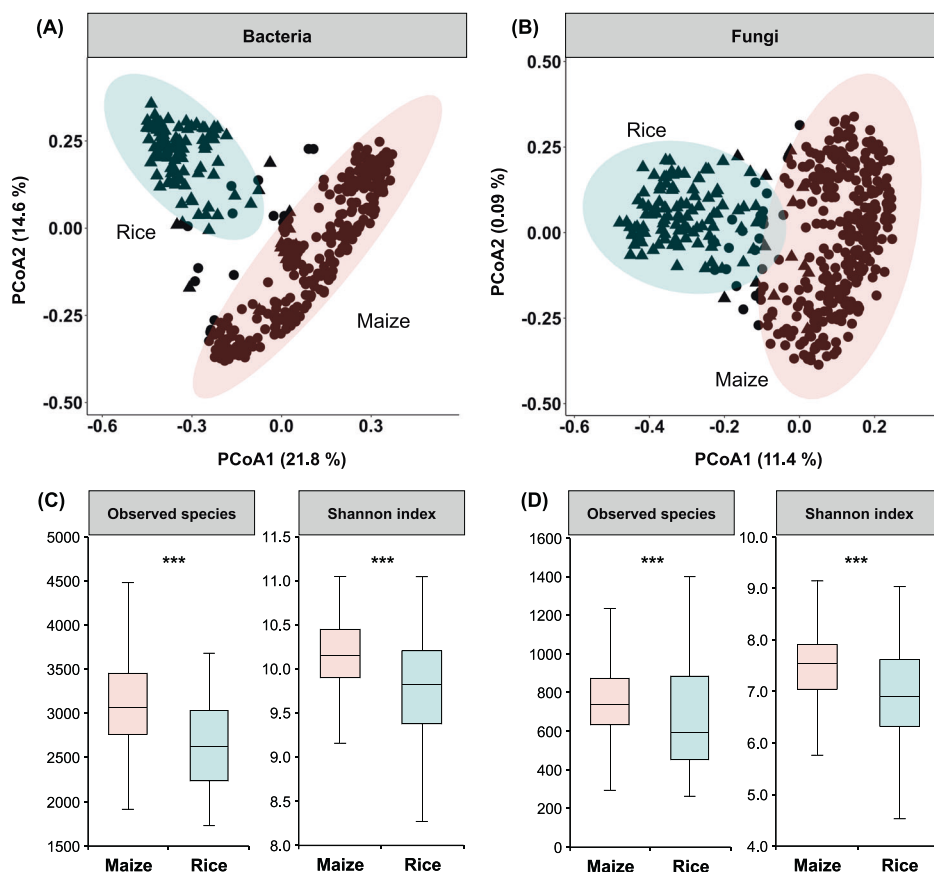 (A)
Bacteria
0.25
0.00
-0.25
-0.50
PCoA2 (14.6 %)
Rice
Maize
-0.6
-0.3
0.0
0.3
PCoA1 (21.8 %)
(B)
Fungi
0.50
0.25
0.00
-0.25
-0.50
PCoA2 (0.09 %)
Rice
Maize
-0.6
-0.4
-0.2
0.0
0.2
PCoA1 (11.4 %)
(C)
Observed species
5000
4500
4000
3500
3000
2500
2000
1500
***
Maize Rice
Shannon index
11.5
11.0
10.5
10.0
9.5
9.0
8.5
8.0
***
Maize Rice
(D)
Observed species
1600
1400
1200
1000
800
600
400
200
0
***
Maize Rice
Shannon index
9.0
8.0
7.0
6.0
5.0
4.0
***
Maize Rice